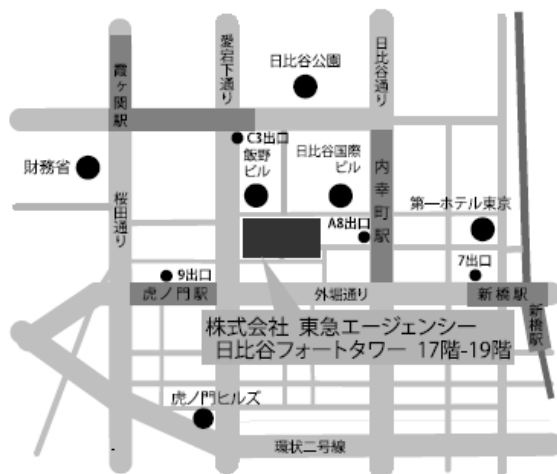 愛宕下通り
日比谷通り
霞ヶ関駅
日比谷公園
C3出口
飯野
ビル
日比谷国際
ビル
内幸町駅
財務省
桜田通り
第一ホテル東京
A8出口
9出口
7出口
虎ノ門駅
外堀通り
新橋駅
新橋駅
株式会社 東急エージェンシー
日比谷フォートタワー 17階-19階
虎ノ門ヒルズ
環状二号線